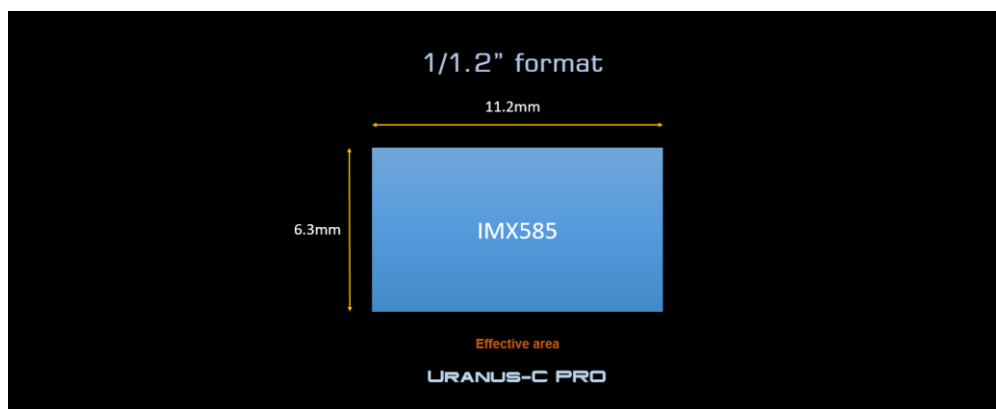 1/1.2” format
11.2mm
6.3mm
IMX585
Effective area
URANUS-C PRO